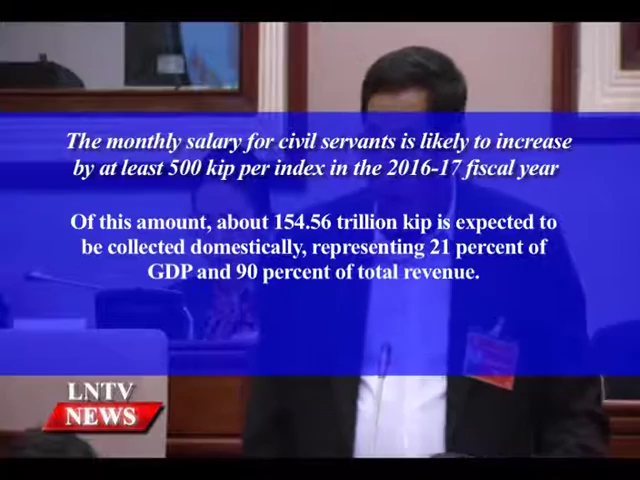 The monthly salary for civil servants is likely to increase
by at least 500 kip per index in the 2016-17 fiscal year
Of this amount, about 154.56 trillion kip is expected to
be collected domestically, representing 21 percent of
GDP and 90 percent of total revenue.
LNTV
NEWS